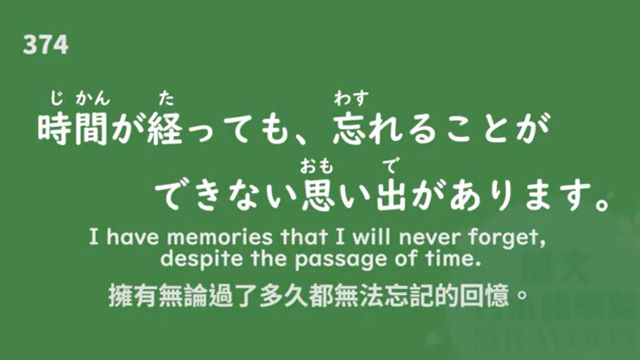 374
じ かん た わす
時間が経っても、忘れることが
おも で
できない思い出があります。
I have memories that I will never forget,
despite the passage of time.
擁有無論過了多久都無法忘記的回憶。